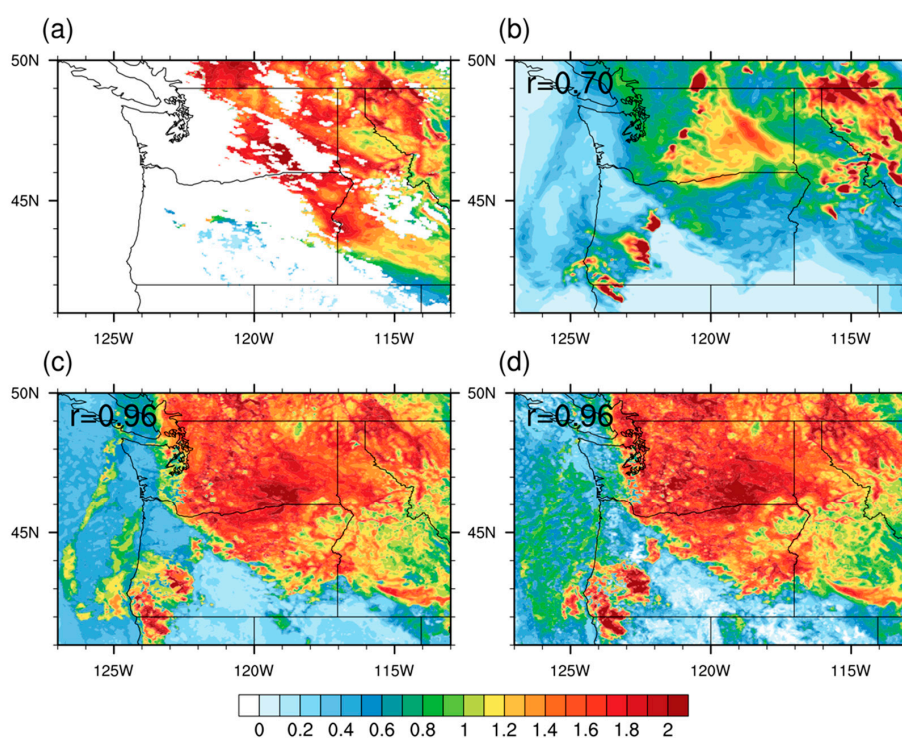 (a) (b)
50N 50N
r=0.70
45N 45N
125W 120W 115W 125W 120W 115W
(c) (d)
50N 50N
r=0.96 r=0.96
45N 45N
125W 120W 115W 125W 120W 115W
0 0.2 0.4 0.6 0.8 1 1.2 1.4 1.6 1.8 2